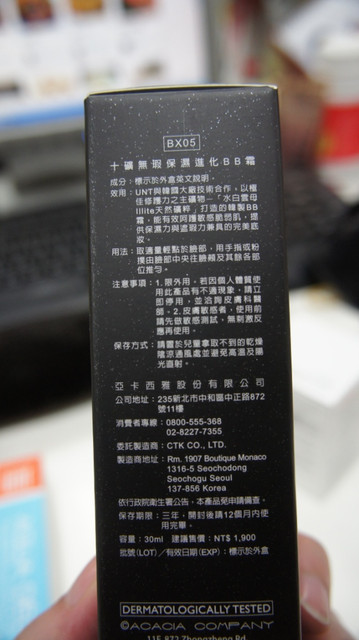 BX05
十礦無瑕保濕進化BB霜
成分：標示於外盒英文說明。
效用：UNT與韓國大廠技術合作，以極
佳修護力之主礦物－「水白雲母
Illite天然礦粹」打造的韓製BB
霜，能有效呵護敏感脆弱肌，提
供保濕力與遮瑕力兼具的完美底
妝。
用法：取適量輕點於臉部，用手指或粉
撲由臉部中央往臉頰及其餘各部
位推勻。
注意事項：1.限外用。若因個人體質使
用此產品有不適現象，請立
即停用，並洽詢皮膚科醫
師。2.皮膚敏感者，使用前
請先做敏感測試，無刺激反
應再使用。
保存方式：請置於兒童拿取不到的乾燥
陰涼通風處並避免高溫及陽
光直射。
亞卡西雅股份有限公司
公司地址：235新北市中和區中正路872
號11樓
消費者專線：0800-555-368
02-8227-7355
委託製造商：CTK CO., LTD.
製造商地址：Rm. 1907 Boutique Monaco
1316-5 Seochodong
Seochogu Seoul
137-856 Korea
依行政院衛生署公告，本產品免申請備查。
保存期限：三年，開封後請12個月內使
用完畢。
容量：30ml 建議售價：NT$ 1,900
批號(LOT)／有效日期(EXP)：標示於外盒
DERMATOLOGICALLY TESTED
©ACACIA COMPANY
11F 872 Zhongzheng Rd